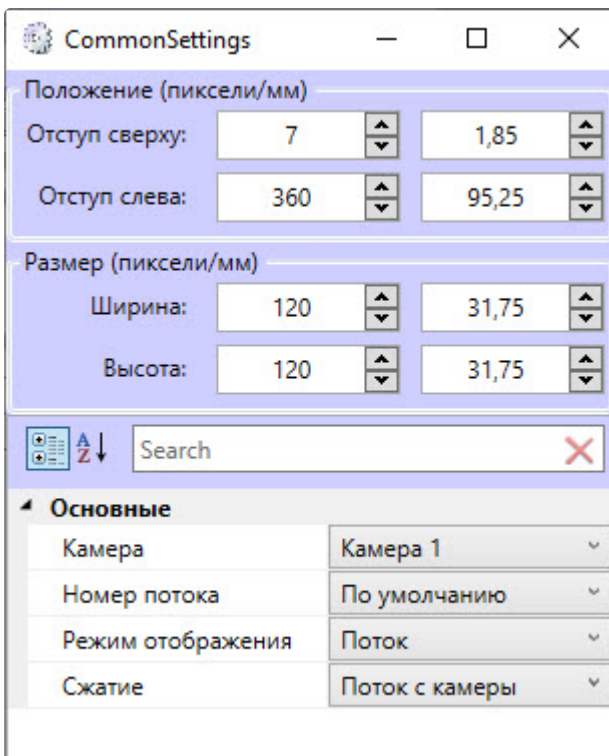 CommonSettings
Положение (пиксели/мм)
Отступ сверху: 7 1,85
Отступ слева: 360 95,25
Размер (пиксели/мм)
Ширина: 120 31,75
Высота: 120 31,75
A Z Search
Основные
Камера Камера 1
Номер потока По умолчанию
Режим отображения Поток
Сжатие Поток с камеры